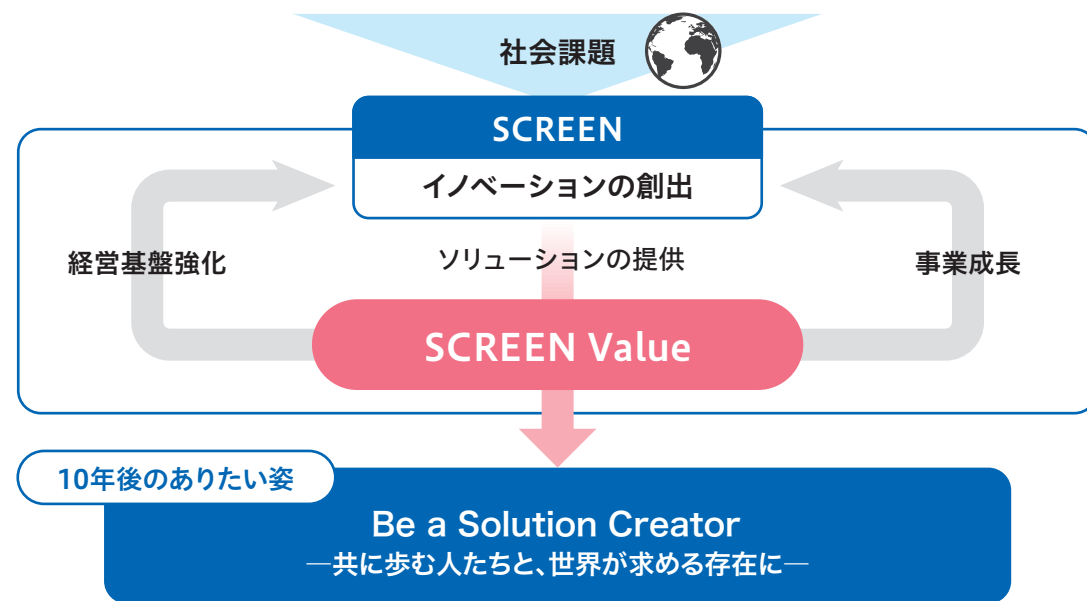 社会課題
SCREEN
イノベーションの創出
経営基盤強化
ソリューションの提供
事業成長
SCREEN Value
10年後のありたい姿
Be a Solution Creator
―共に歩む人たちと、世界が求める存在に―